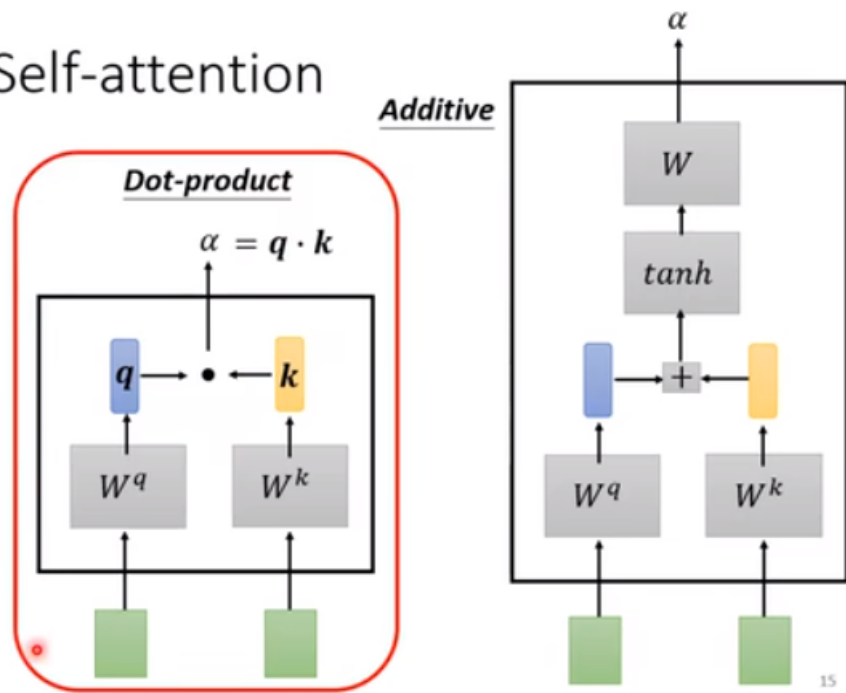 Self-attention
Dot-product
α = q · k
q
k
W^q
W^k
Additive
α
W
tanh
+
W^q
W^k
15